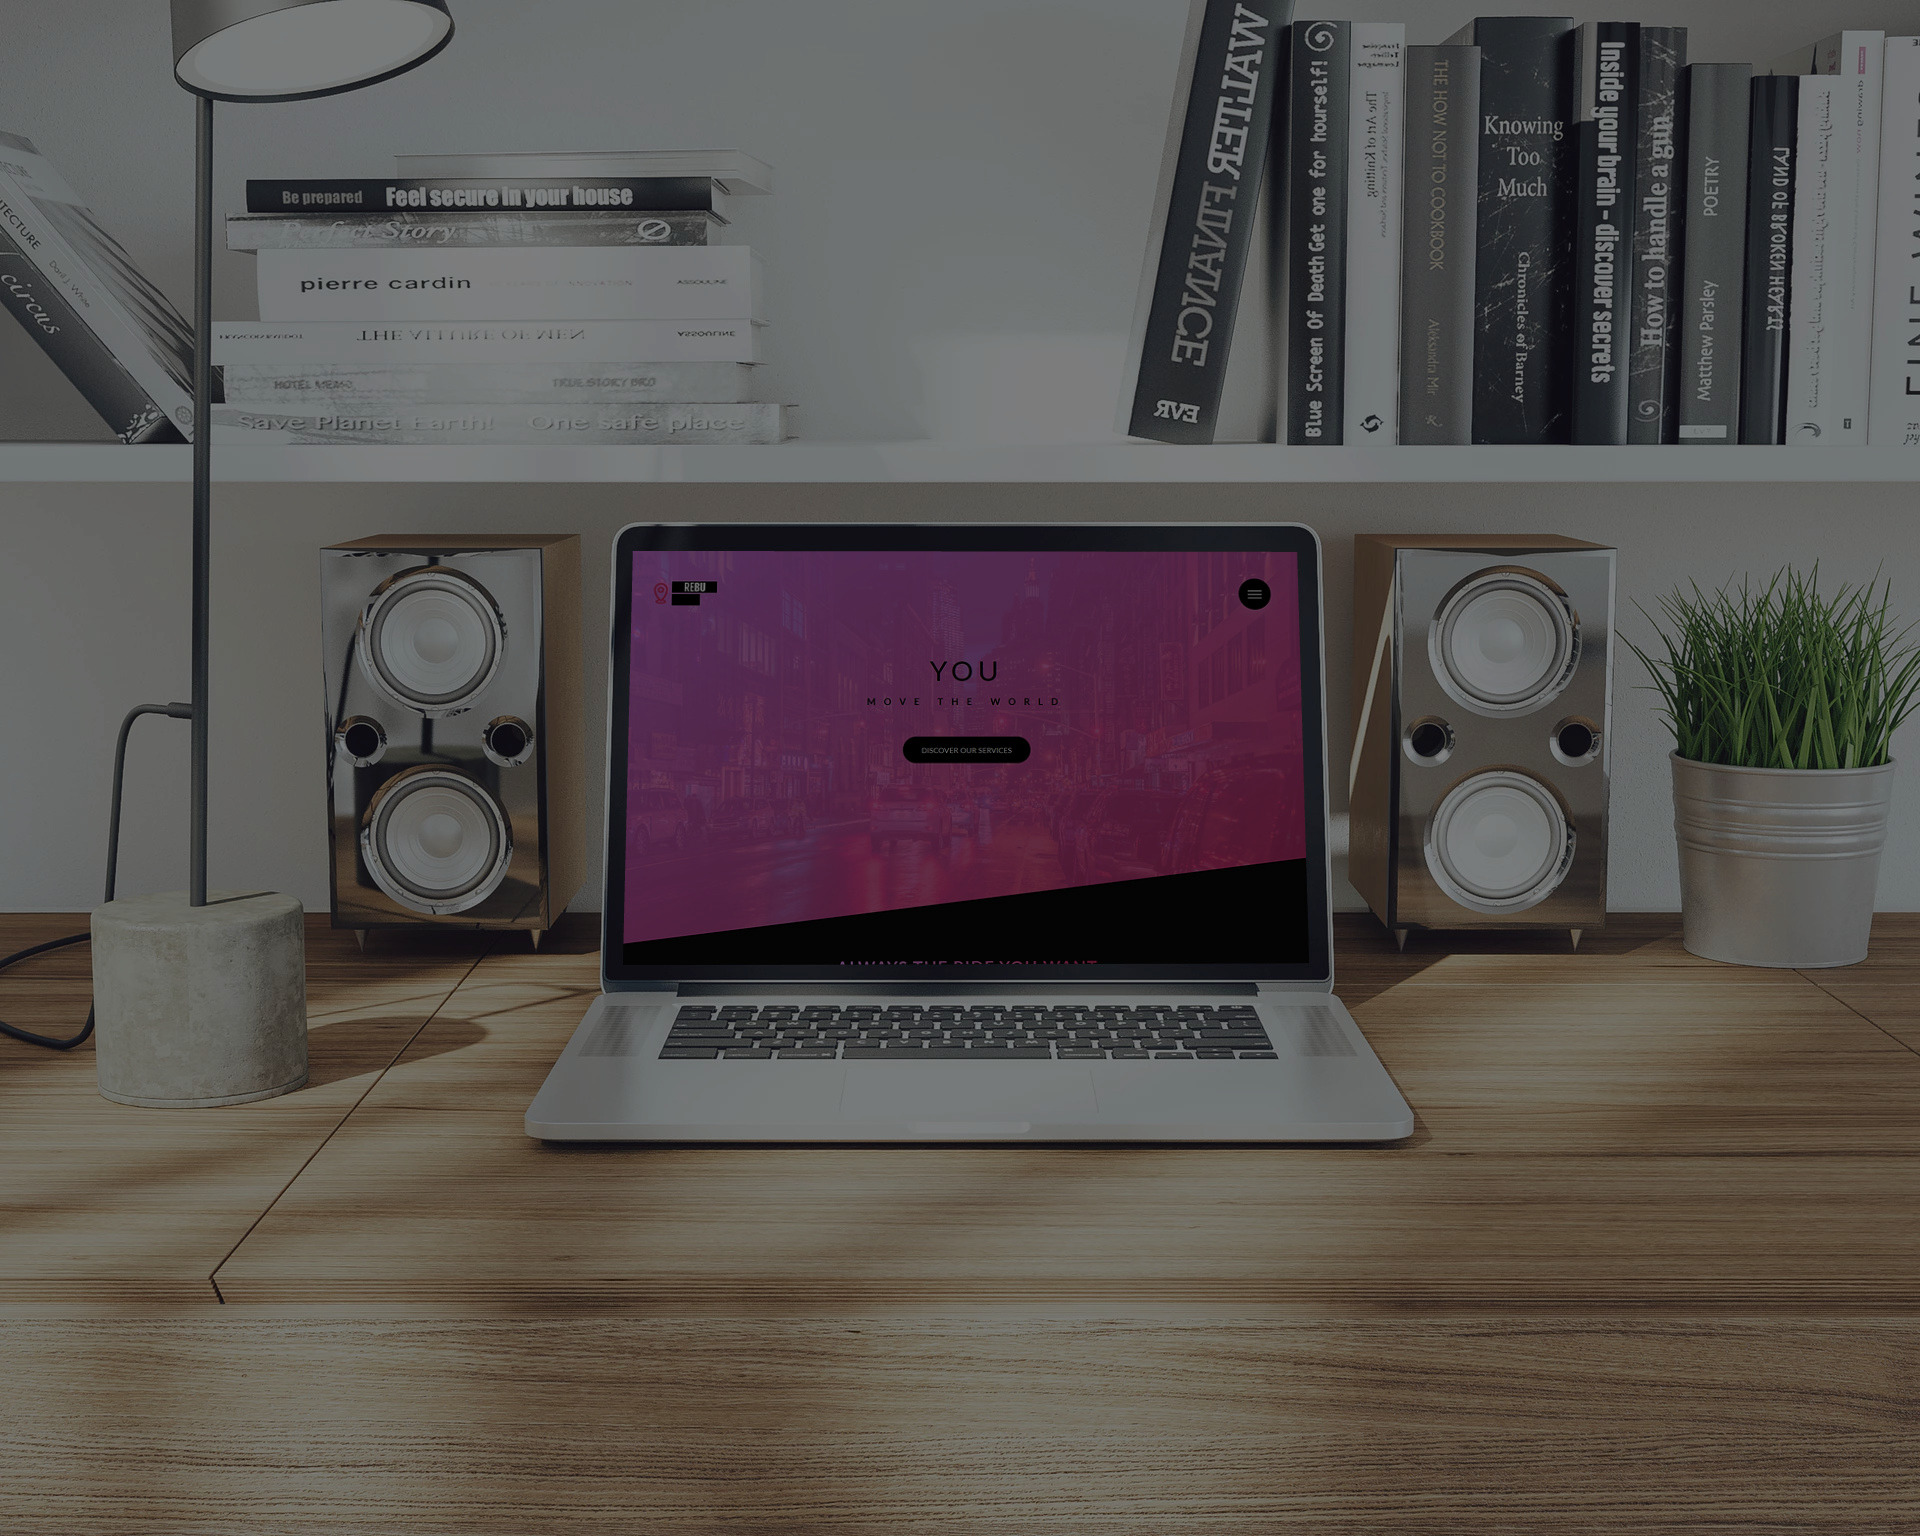 Be prepared Feel secure in your house
Perfect Story
pierre cardin
ASSOULINE
THE ALLURE OF MEN
ASSOULINE
HOTEL MEMO TRUE STORY BRO
Save Planet Earth! One safe place
circus
WALTER FINANCE
EVR
Blue Screen Of Death Get one for yourself!
The Art of Knitting
THE HOW NOT TO COOKBOOK
Aleksandra Mir
Knowing
Too
Much
Chronicles of Barney
Inside your brain - discover secrets
How to handle a gun
Matthew Parsley POETRY
LAND OF BROKEN HEARTS
REBU
YOU
MOVE THE WORLD
DISCOVER OUR SERVICES
ALWAYS THE RIDE YOU WANT